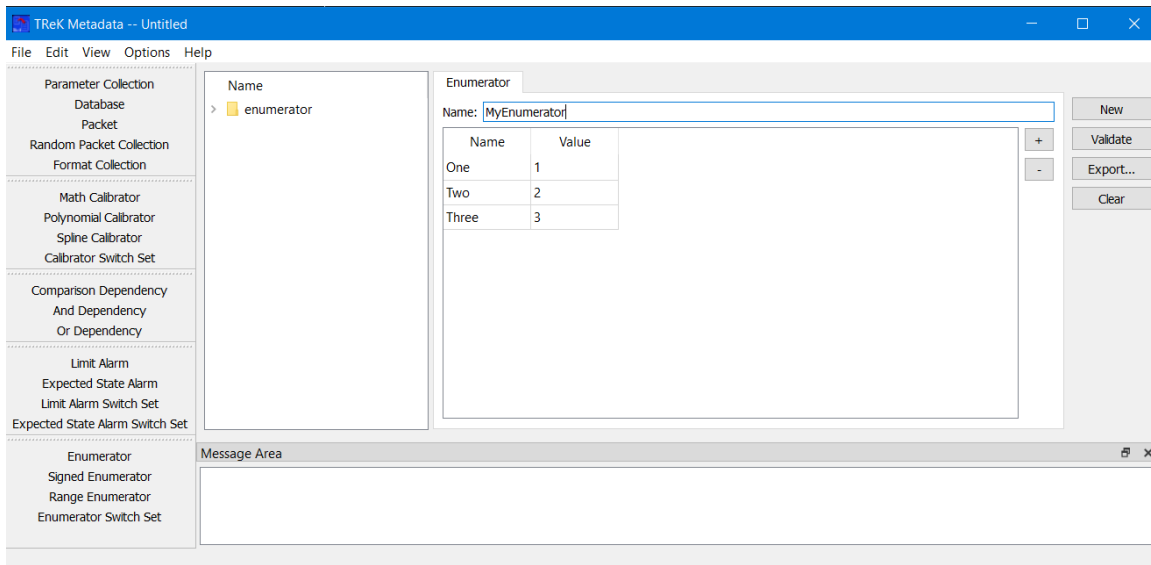 TReK Metadata -- Untitled
File Edit View Options Help
Parameter Collection
Database
Packet
Random Packet Collection
Format Collection
Math Calibrator
Polynomial Calibrator
Spline Calibrator
Calibrator Switch Set
Comparison Dependency
And Dependency
Or Dependency
Limit Alarm
Expected State Alarm
Limit Alarm Switch Set
Expected State Alarm Switch Set
Enumerator
Signed Enumerator
Range Enumerator
Enumerator Switch Set
Name
enumerator
Enumerator
Name: MyEnumerator
Name Value
One 1
Two 2
Three 3
+
-
New
Validate
Export...
Clear
Message Area